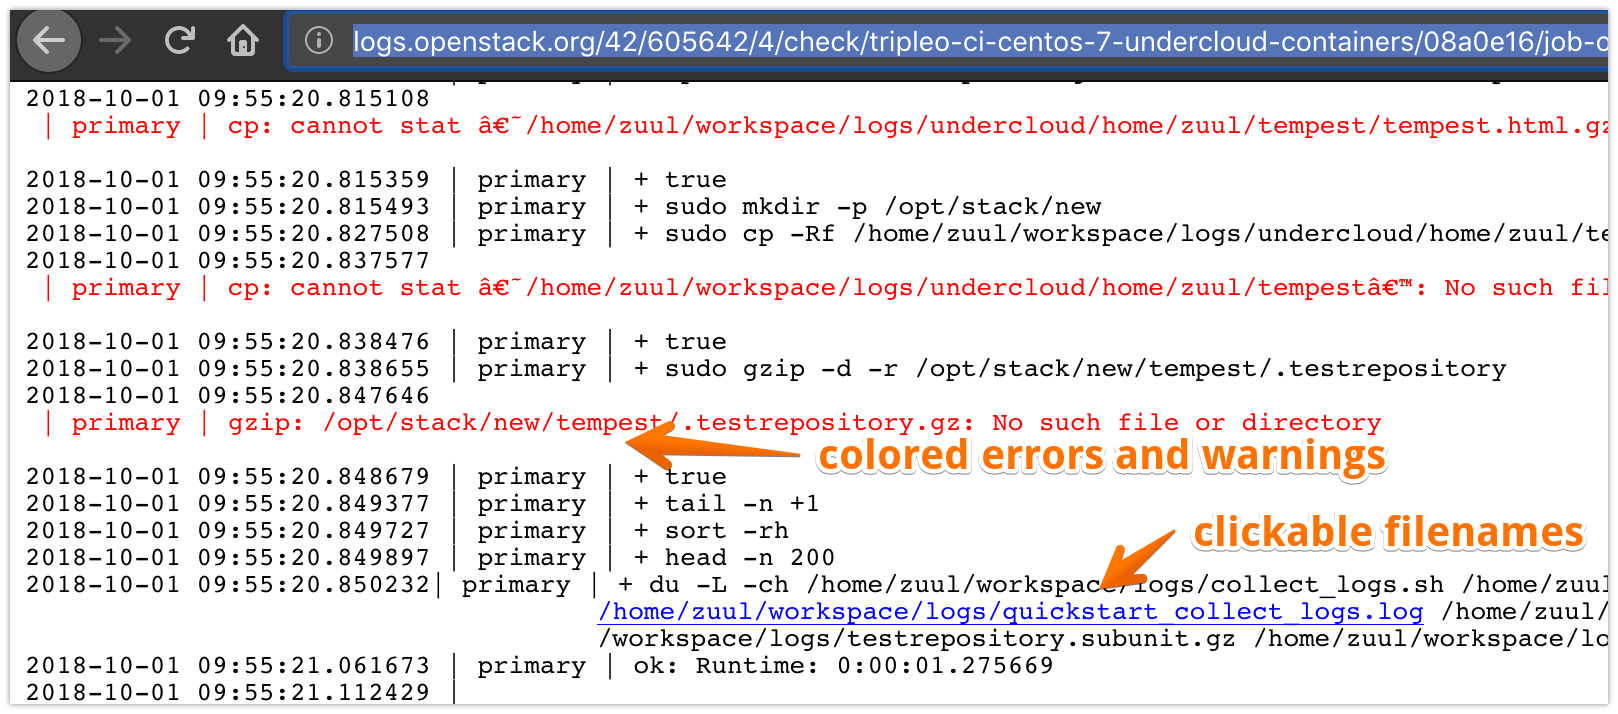 logs.openstack.org/42/605642/4/check/tripleo-ci-centos-7-undercloud-containers/08a0e16/job-o
2018-10-01 09:55:20.815108
| primary | cp: cannot stat â€˜/home/zuul/workspace/logs/undercloud/home/zuul/tempest/tempest.html.gz
2018-10-01 09:55:20.815359 | primary | + true
2018-10-01 09:55:20.815493 | primary | + sudo mkdir -p /opt/stack/new
2018-10-01 09:55:20.827508 | primary | + sudo cp -Rf /home/zuul/workspace/logs/undercloud/home/zuul/te
2018-10-01 09:55:20.837577
| primary | cp: cannot stat â€˜/home/zuul/workspace/logs/undercloud/home/zuul/tempestâ€™: No such fil
2018-10-01 09:55:20.838476 | primary | + true
2018-10-01 09:55:20.838655 | primary | + sudo gzip -d -r /opt/stack/new/tempest/.testrepository
2018-10-01 09:55:20.847646
| primary | gzip: /opt/stack/new/tempest/.testrepository.gz: No such file or directory
colored errors and warnings
2018-10-01 09:55:20.848679 | primary | + true
2018-10-01 09:55:20.849377 | primary | + tail -n +1
2018-10-01 09:55:20.849727 | primary | + sort -rh
clickable filenames
2018-10-01 09:55:20.849897 | primary | + head -n 200
2018-10-01 09:55:20.850232| primary | + du -L -ch /home/zuul/workspace/logs/collect_logs.sh /home/zuul
/home/zuul/workspace/logs/quickstart_collect_logs.log /home/zuul/
/workspace/logs/testrepository.subunit.gz /home/zuul/workspace/lo
2018-10-01 09:55:21.061673 | primary | ok: Runtime: 0:00:01.275669
2018-10-01 09:55:21.112429 |